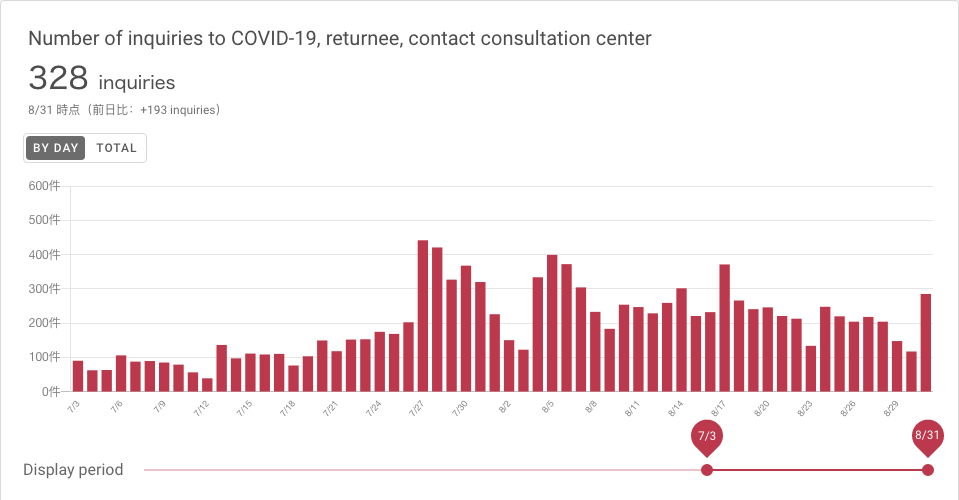 Number of inquiries to COVID-19, returnee, contact consultation center
328 inquiries
8/31 時点（前日比：+193 inquiries）
BY DAY TOTAL
600件
500件
400件
300件
200件
100件
0件
7/3 7/6 7/9 7/12 7/15 7/18 7/21 7/24 7/27 7/30 8/2 8/5 8/8 8/11 8/14 8/17 8/20 8/23 8/26 8/29
7/3 8/31
Display period